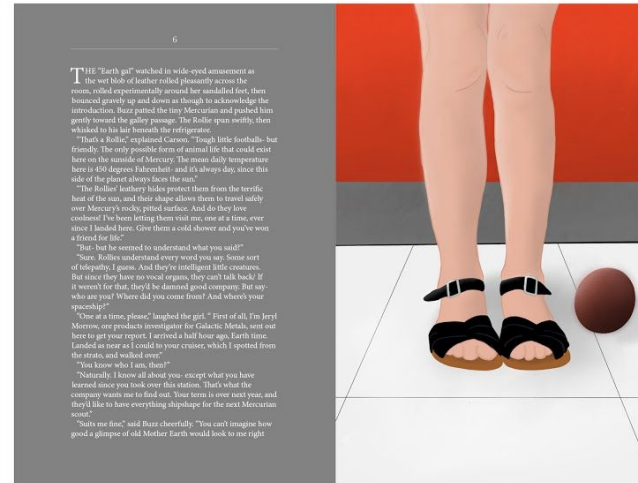 6
THE "Earth gal" watched in wide-eyed amusement as
the wet blob of leather rolled pleasantly across the
room, rolled experimentally around her sandalled feet, then
bounced gravely up and down as though to acknowledge the
introduction. Buzz patted the tiny Mercurian and pushed him
gently toward the galley passage. The Rollie spun swiftly, then
whisked to his lair beneath the refrigerator.
"That's a Rollie," explained Carson. "Tough little footballs- but
friendly. The only possible form of animal life that could exist
here on the sunside of Mercury. The mean daily temperature
here is 450 degrees Fahrenheit- and it's always day, since this
side of the planet always faces the sun."
"The Rollies' leathery hides protect them from the terrific
heat of the sun, and their shape allows them to travel safely
over Mercury's rocky, pitted surface. And do they love
coolness! I've been letting them visit me, one at a time, ever
since I landed here. Give them a cold shower and you've won
a friend for life."
"But- but he seemed to understand what you said?"
"Sure. Rollies understand every word you say. Some sort
of telepathy, I guess. And they're intelligent little creatures.
But since they have no vocal organs, they can't talk back/ If
it weren't for that, they'd be damned good company. But say-
who are you? Where did you come from? And where's your
spaceship?"
"One at a time, please," laughed the girl. " First of all, I'm Jeryl
Morrow, ore products investigator for Galactic Metals, sent out
here to get your report. I arrived a half hour ago, Earth time.
Landed as near as I could to your cruiser, which I spotted from
the strato, and walked over."
"You know who I am, then?"
"Naturally. I know all about you- except what you have
learned since you took over this station. That's what the
company wants me to find out. Your term is over next year, and
they'd like to have everything shipshape for the next Mercurian
scout."
"Suits me fine," said Buzz cheerfully. "You can't imagine how
good a glimpse of old Mother Earth would look to me right